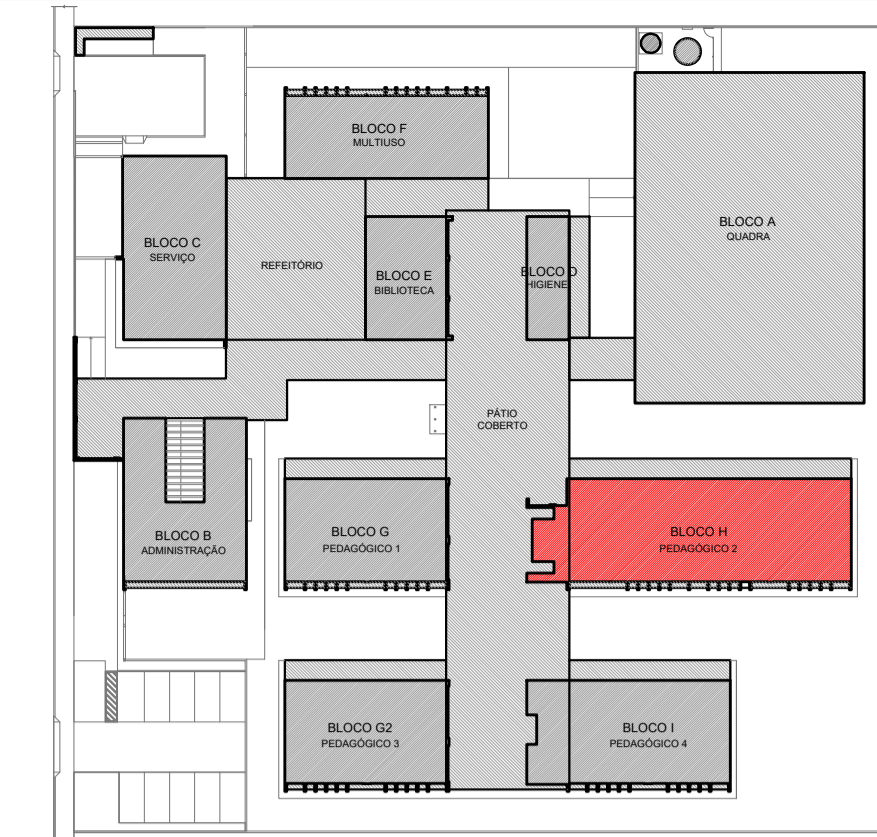 BLOCO F
MULTIUSO
BLOCO A
QUADRA
BLOCO C
SERVIÇO
REFEITÓRIO
BLOCO E
BIBLIOTECA
BLOCO D
HIGIENE
PÁTIO
COBERTO
BLOCO B
ADMINISTRAÇÃO
BLOCO G
PEDAGÓGICO 1
BLOCO H
PEDAGÓGICO 2
BLOCO G2
PEDAGÓGICO 3
BLOCO I
PEDAGÓGICO 4